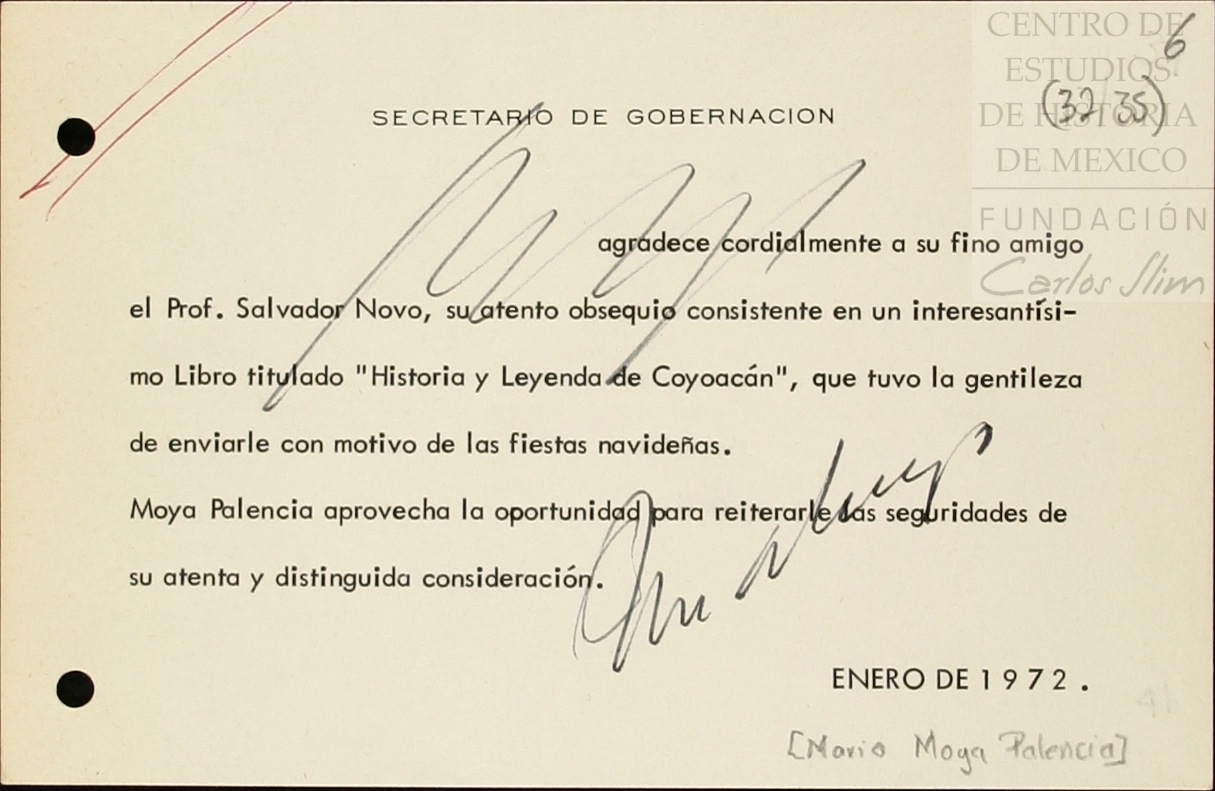 CENTRO DE
ESTUDIOS
DE HISTORIA
DE MEXICO
FUNDACIÓN
Carlos Slim
6
(32 35)
SECRETARIO DE GOBERNACION
agradece cordialmente a su fino amigo
el Prof. Salvador Novo, su atento obsequio consistente en un interesantísi-
mo Libro titulado "Historia y Leyenda de Coyoacán", que tuvo la gentileza
de enviarle con motivo de las fiestas navideñas.
Moya Palencia aprovecha la oportunidad para reiterarle las seguridades de
su atenta y distinguida consideración.
ENERO DE 1972.
[Mario Moya Palencia]